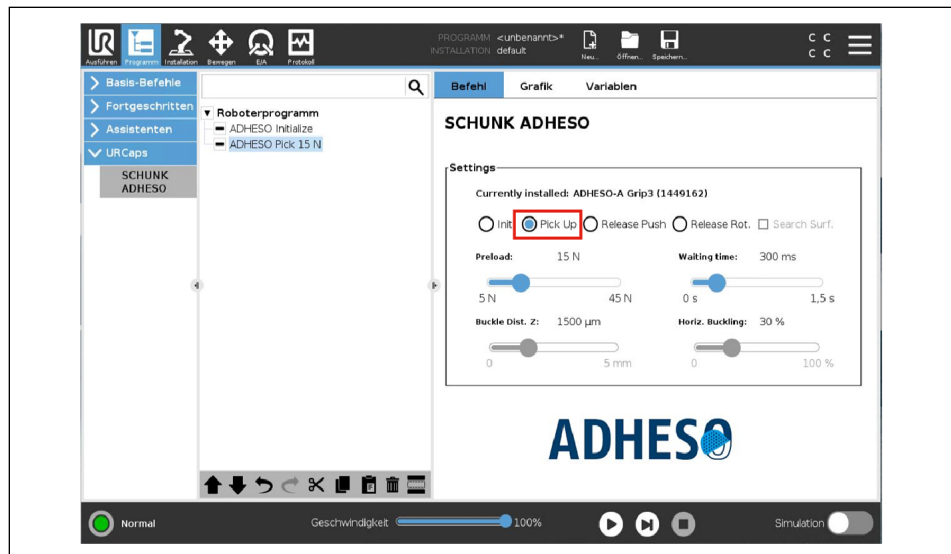 UR
PROGRAMM <unbenannt>*
INSTALLATION default
Ausführen Programm Installation Bewegen E/A Protokoll
Neu... Öffnen... Speichern...
C C
C C
Basis-Befehle
Fortgeschritten
Assistenten
URCaps
SCHUNK
ADHESO
Roboterprogramm
ADHESO Initialize
ADHESO Pick 15 N
Befehl Grafik Variablen
SCHUNK ADHESO
Settings
Currently installed: ADHESO-A Grip3 (1449162)
Init Pick Up Release Push Release Rot. Search Surf.
Preload: 15 N Waiting time: 300 ms
5 N 45 N 0 s 1,5 s
Buckle Dist. Z: 1500 µm Horiz. Buckling: 30 %
0 5 mm 0 100 %
ADHESO
Normal Geschwindigkeit 100% Simulation